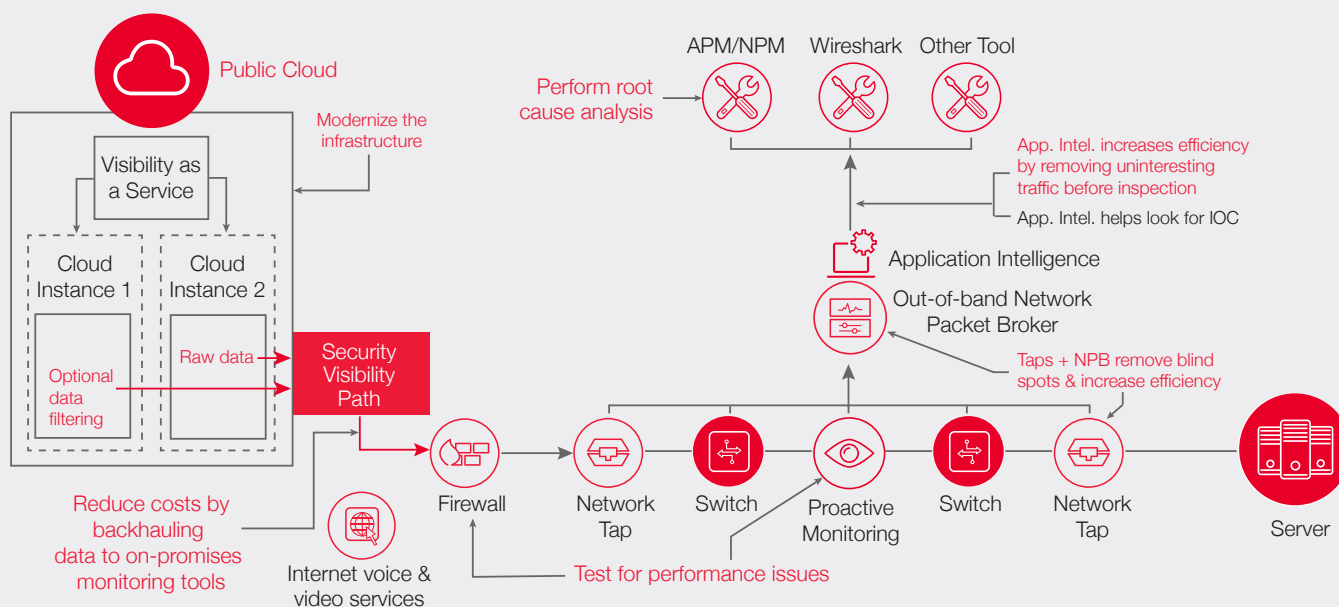 Public Cloud
Modernize the
infrastructure
Visibility as
a Service
Cloud
Instance 1
Cloud
Instance 2
Raw data
Optional
data
filtering
Security
Visibility
Path
Reduce costs by
backhauling
data to on-promises
monitoring tools
Internet voice &
video services
Firewall
Network
Tap
Switch
Proactive
Monitoring
Switch
Network
Tap
Server
Test for performance issues
APM/NPM
Wireshark
Other Tool
Perform root
cause analysis
App. Intel. increases efficiency
by removing uninteresting
traffic before inspection
App. Intel. helps look for IOC
Application Intelligence
Out-of-band Network
Packet Broker
Taps + NPB remove blind
spots & increase efficiency